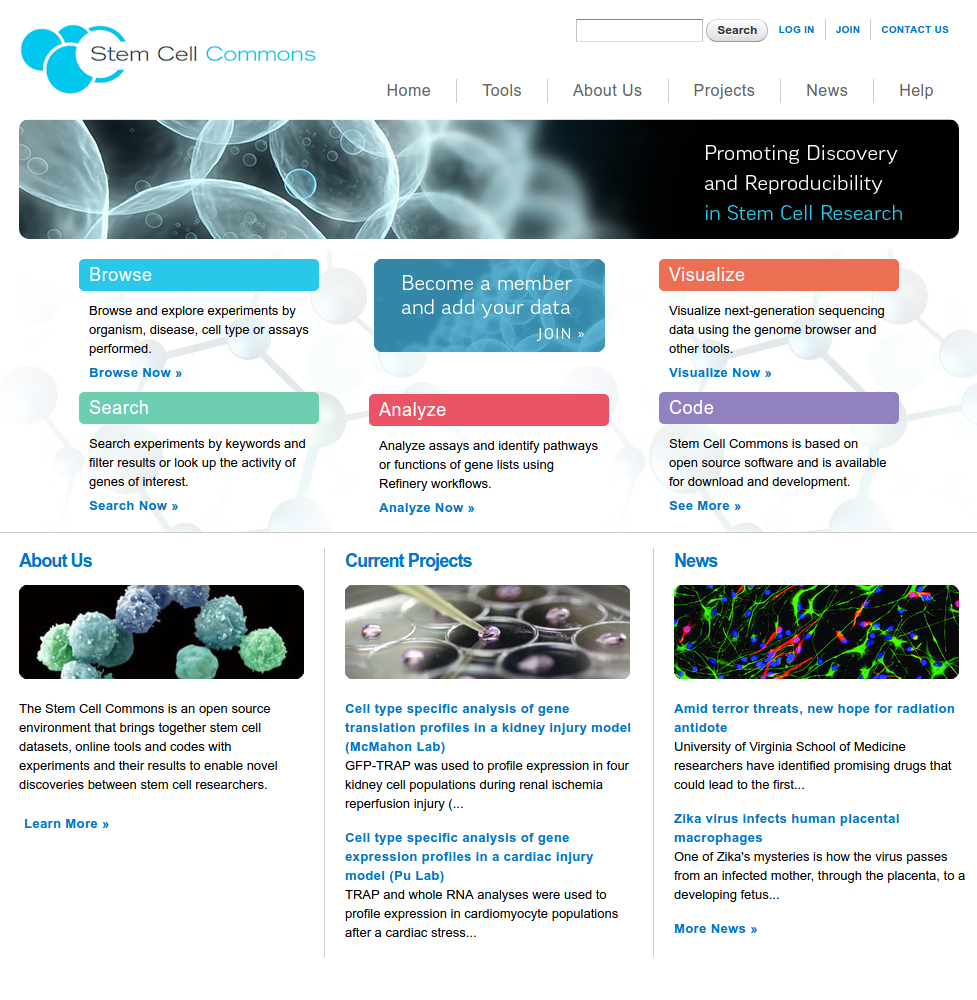 Stem Cell Commons
Search
LOG IN
JOIN
CONTACT US
Home
Tools
About Us
Projects
News
Help
Promoting Discovery
and Reproducibility
in Stem Cell Research
Browse
Browse and explore experiments by
organism, disease, cell type or assays
performed.
Browse Now »
Become a member
and add your data
JOIN »
Visualize
Visualize next-generation sequencing
data using the genome browser and
other tools.
Visualize Now »
Search
Search experiments by keywords and
filter results or look up the activity of
genes of interest.
Search Now »
Analyze
Analyze assays and identify pathways
or functions of gene lists using
Refinery workflows.
Analyze Now »
Code
Stem Cell Commons is based on
open source software and is available
for download and development.
See More »
About Us
The Stem Cell Commons is an open source
environment that brings together stem cell
datasets, online tools and codes with
experiments and their results to enable novel
discoveries between stem cell researchers.
Learn More »
Current Projects
Cell type specific analysis of gene
translation profiles in a kidney injury model
(McMahon Lab)
GFP-TRAP was used to profile expression in four
kidney cell populations during renal ischemia
reperfusion injury (...
Cell type specific analysis of gene
expression profiles in a cardiac injury
model (Pu Lab)
TRAP and whole RNA analyses were used to
profile expression in cardiomyocyte populations
after a cardiac stress...
News
Amid terror threats, new hope for radiation
antidote
University of Virginia School of Medicine
researchers have identified promising drugs that
could lead to the first...
Zika virus infects human placental
macrophages
One of Zika's mysteries is how the virus passes
from an infected mother, through the placenta, to a
developing fetus...
More News »